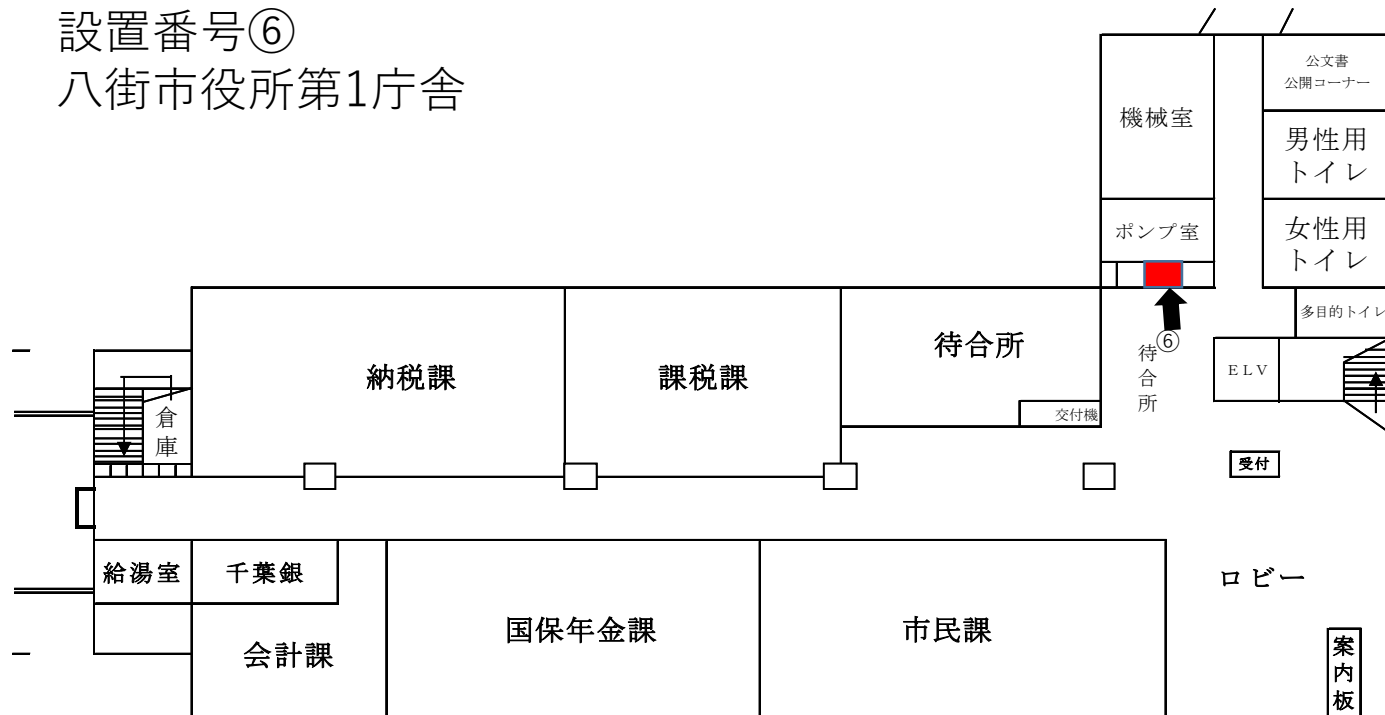 設置番号⑥
八街市役所第1庁舎
公文書
公開コーナー
機械室
男性用
トイレ
ポンプ室
女性用
トイレ
多目的トイレ
⑥
待合所
待合所
納税課
課税課
ELV
交付機
倉庫
受付
給湯室
千葉銀
ロビー
国保年金課
市民課
会計課
案内板